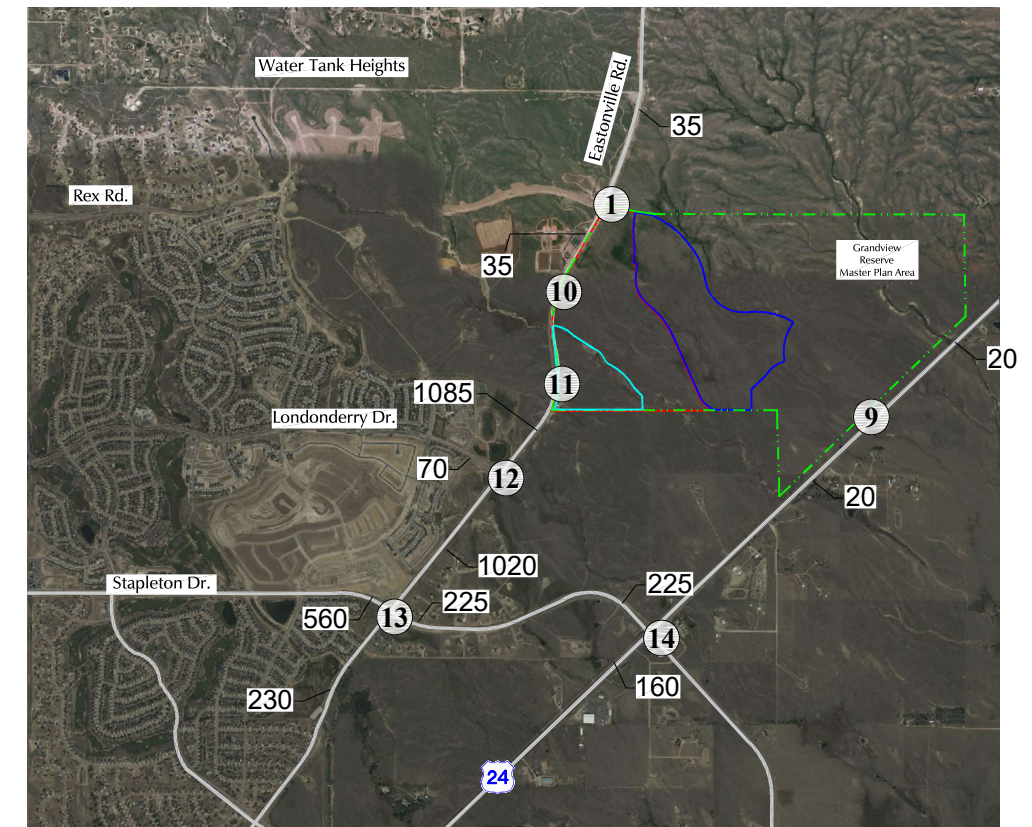 Water Tank Heights
Eastonville Rd.
35
Rex Rd.
1
Grandview
Reserve
Master Plan Area
35
10
20
11
1085
Londonderry Dr.
9
70
12
20
1020
Stapleton Dr.
225
225
560
13
14
160
230
24